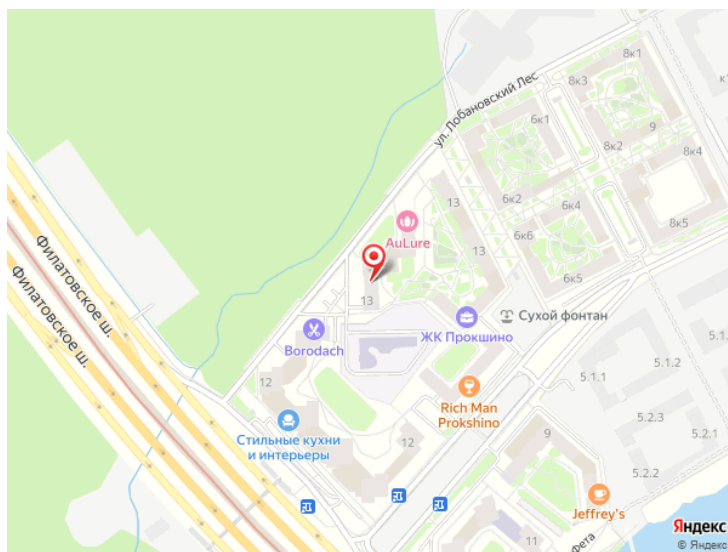 8к1
8к3
к1
ул. Лобановский Лес
6к1
9
8к4
6к2
6к4
13
AuLure
6к6
8к5
13
6к5
Филатовское ш.
13
Сухой фонтан
ЖК Прокшино
Филатовское ш.
Borodach
5.1.2
5.1.1
12
Rich Man
Prokshino
5.2.3
5.2.1
Стильные кухни
и интерьеры
12
9
5.2.2
Jeffrey's
11
Фета
Яндекс
© Яндекс